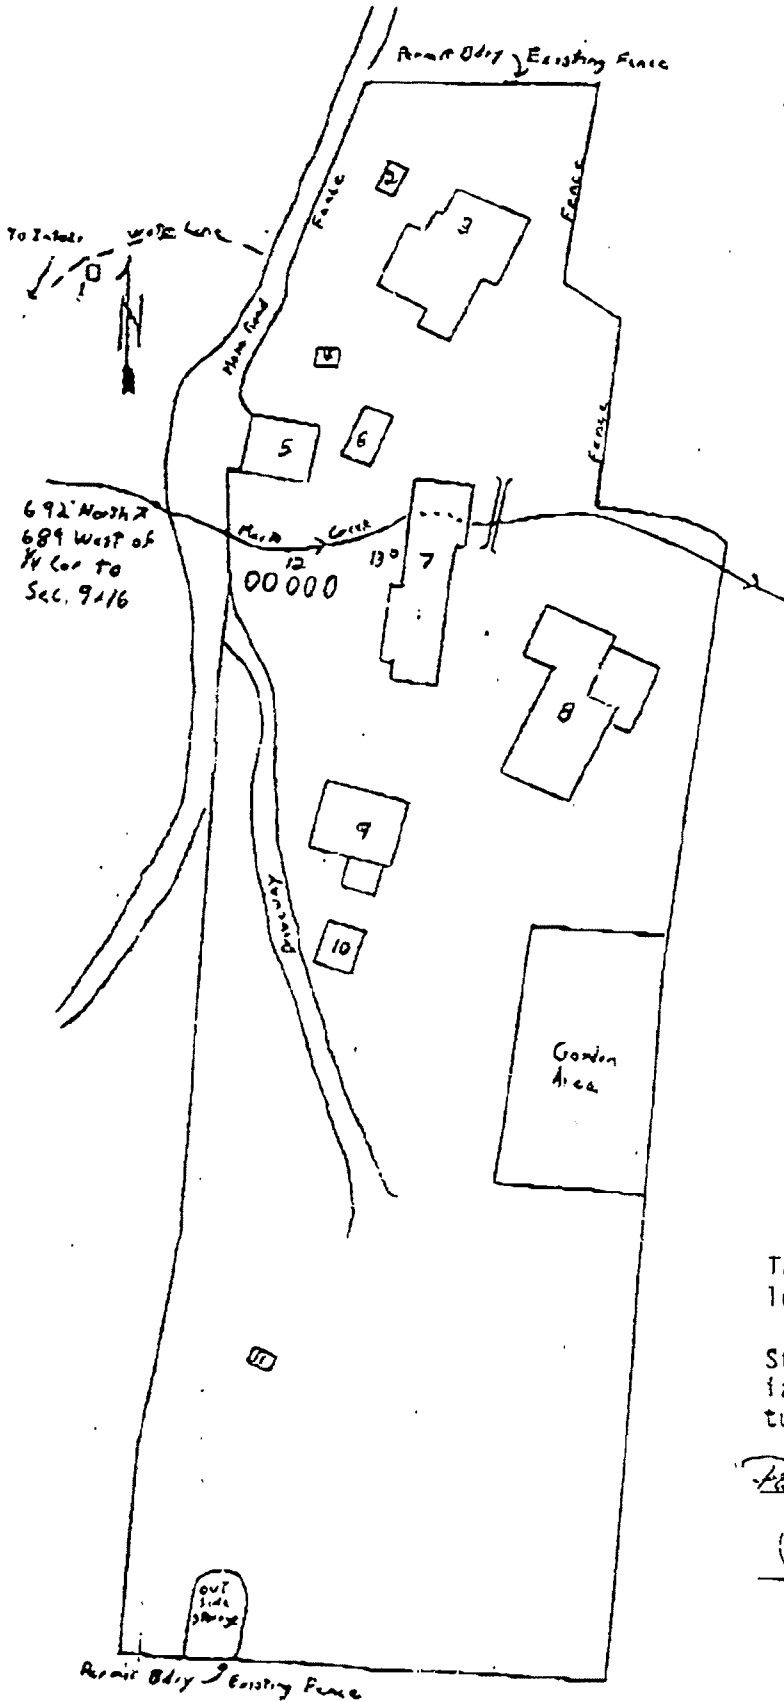 Permit Bdry Existing Fence
Fence
2
Fence
3
To Intake Water Line
1
N
Main Road
4
Fence
5
6
692' North &
689 West of
1/4 Cor to
Sec. 9 & 16
Creek
12
13
7
8
9
Driveway
10
Garden
Area
11
Out
Side
Storage
Permit Bdry Existing Fence